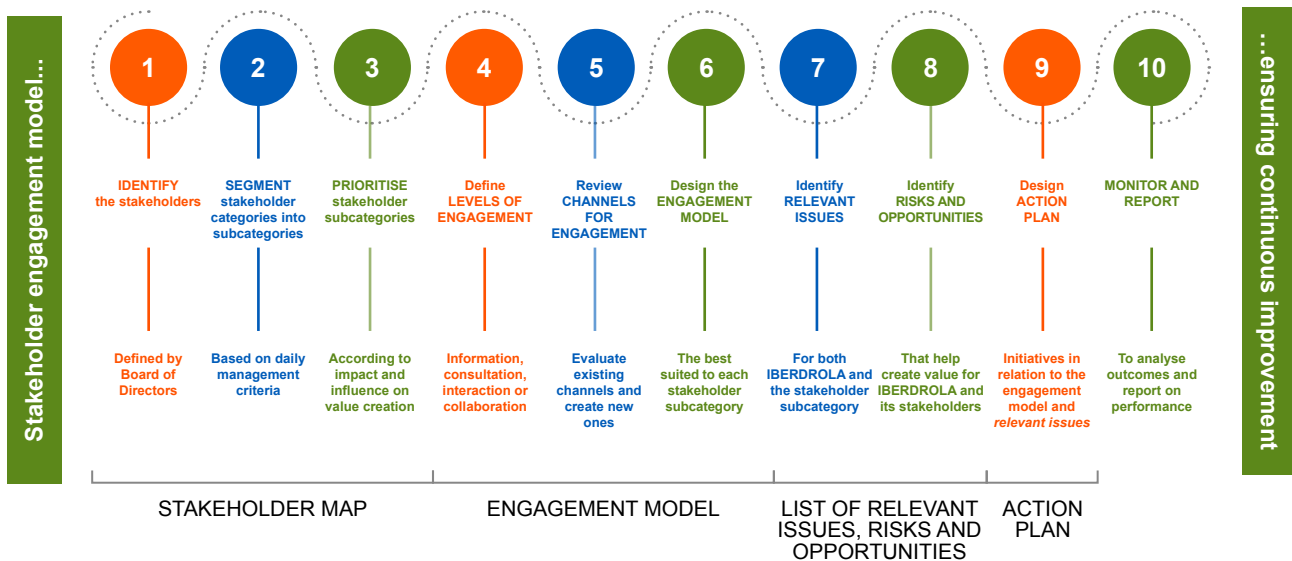 Stakeholder engagement model...
1
2
3
4
5
6
7
8
9
10
IDENTIFY
the stakeholders
SEGMENT
stakeholder
categories into
subcategories
PRIORITISE
stakeholder
subcategories
Define
LEVELS OF
ENGAGEMENT
Review
CHANNELS
FOR
ENGAGEMENT
Design the
ENGAGEMENT
MODEL
Identify
RELEVANT
ISSUES
Identify
RISKS AND
OPPORTUNITIES
Design
ACTION
PLAN
MONITOR AND
REPORT
Defined by
Board of
Directors
Based on daily
management
criteria
According to
impact and
influence on
value creation
Information,
consultation,
interaction or
collaboration
Evaluate
existing
channels and
create new
ones
The best
suited to each
stakeholder
subcategory
For both
IBERDROLA and
the stakeholder
subcategory
That help
create value for
IBERDROLA and
its stakeholders
Initiatives in
relation to the
engagement
model and
relevant issues
To analyse
outcomes and
report on
performance
STAKEHOLDER MAP
ENGAGEMENT MODEL
LIST OF RELEVANT
ISSUES, RISKS AND
OPPORTUNITIES
ACTION
PLAN
...ensuring continuous improvement